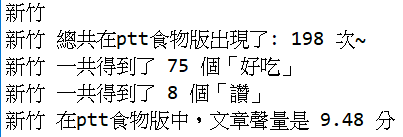 新竹
新竹 總共在ptt食物版出現了: 198 次~
新竹 一共得到了 75 個「好吃」
新竹 一共得到了 8 個「讚」
新竹 在ptt食物版中，文章聲量是 9.48 分